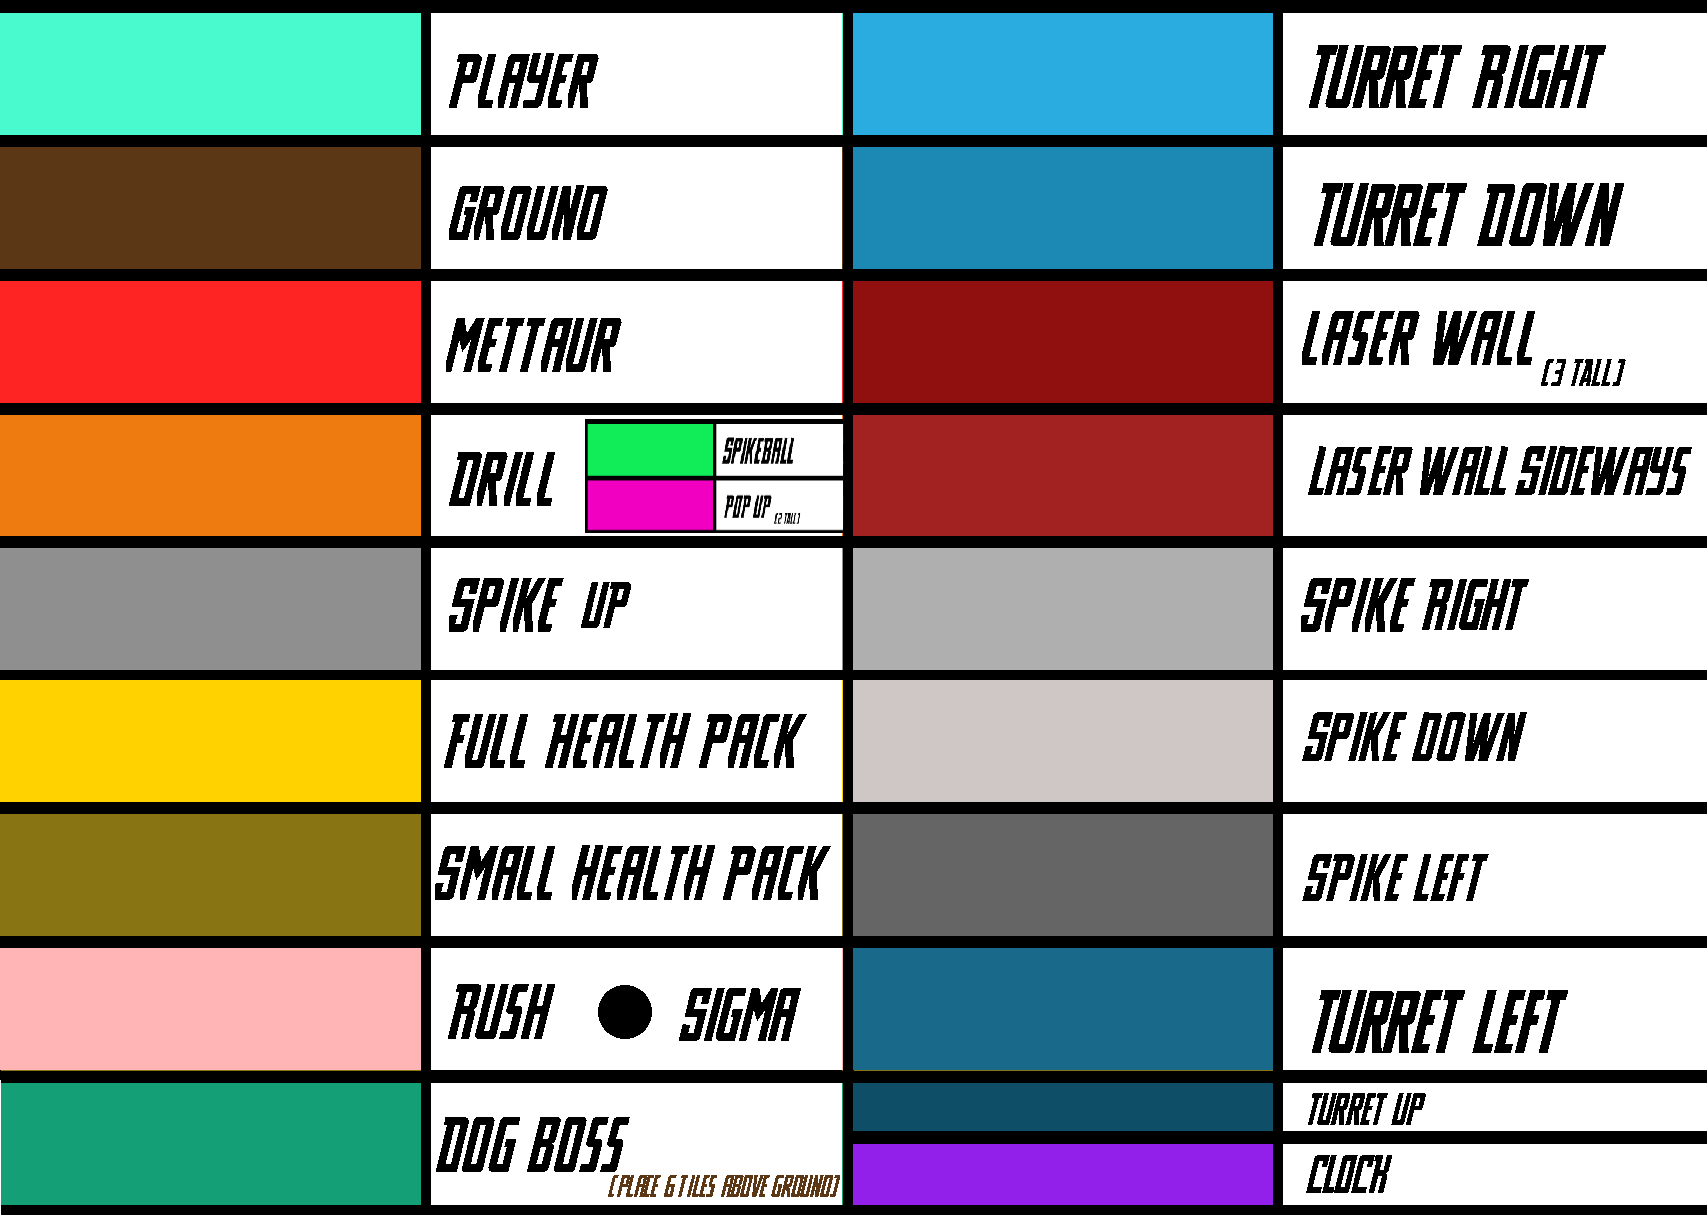 PLAYER
TURRET RIGHT
GROUND
TURRET DOWN
METTAUR
LASER WALL (3 TALL)
DRILL
SPIKEBALL
POP UP (2 TALL)
LASER WALL SIDEWAYS
SPIKE UP
SPIKE RIGHT
FULL HEALTH PACK
SPIKE DOWN
SMALL HEALTH PACK
SPIKE LEFT
RUSH
SIGMA
TURRET LEFT
DOG BOSS
(PLACE 6 TILES ABOVE GROUND)
TURRET UP
CLOCK